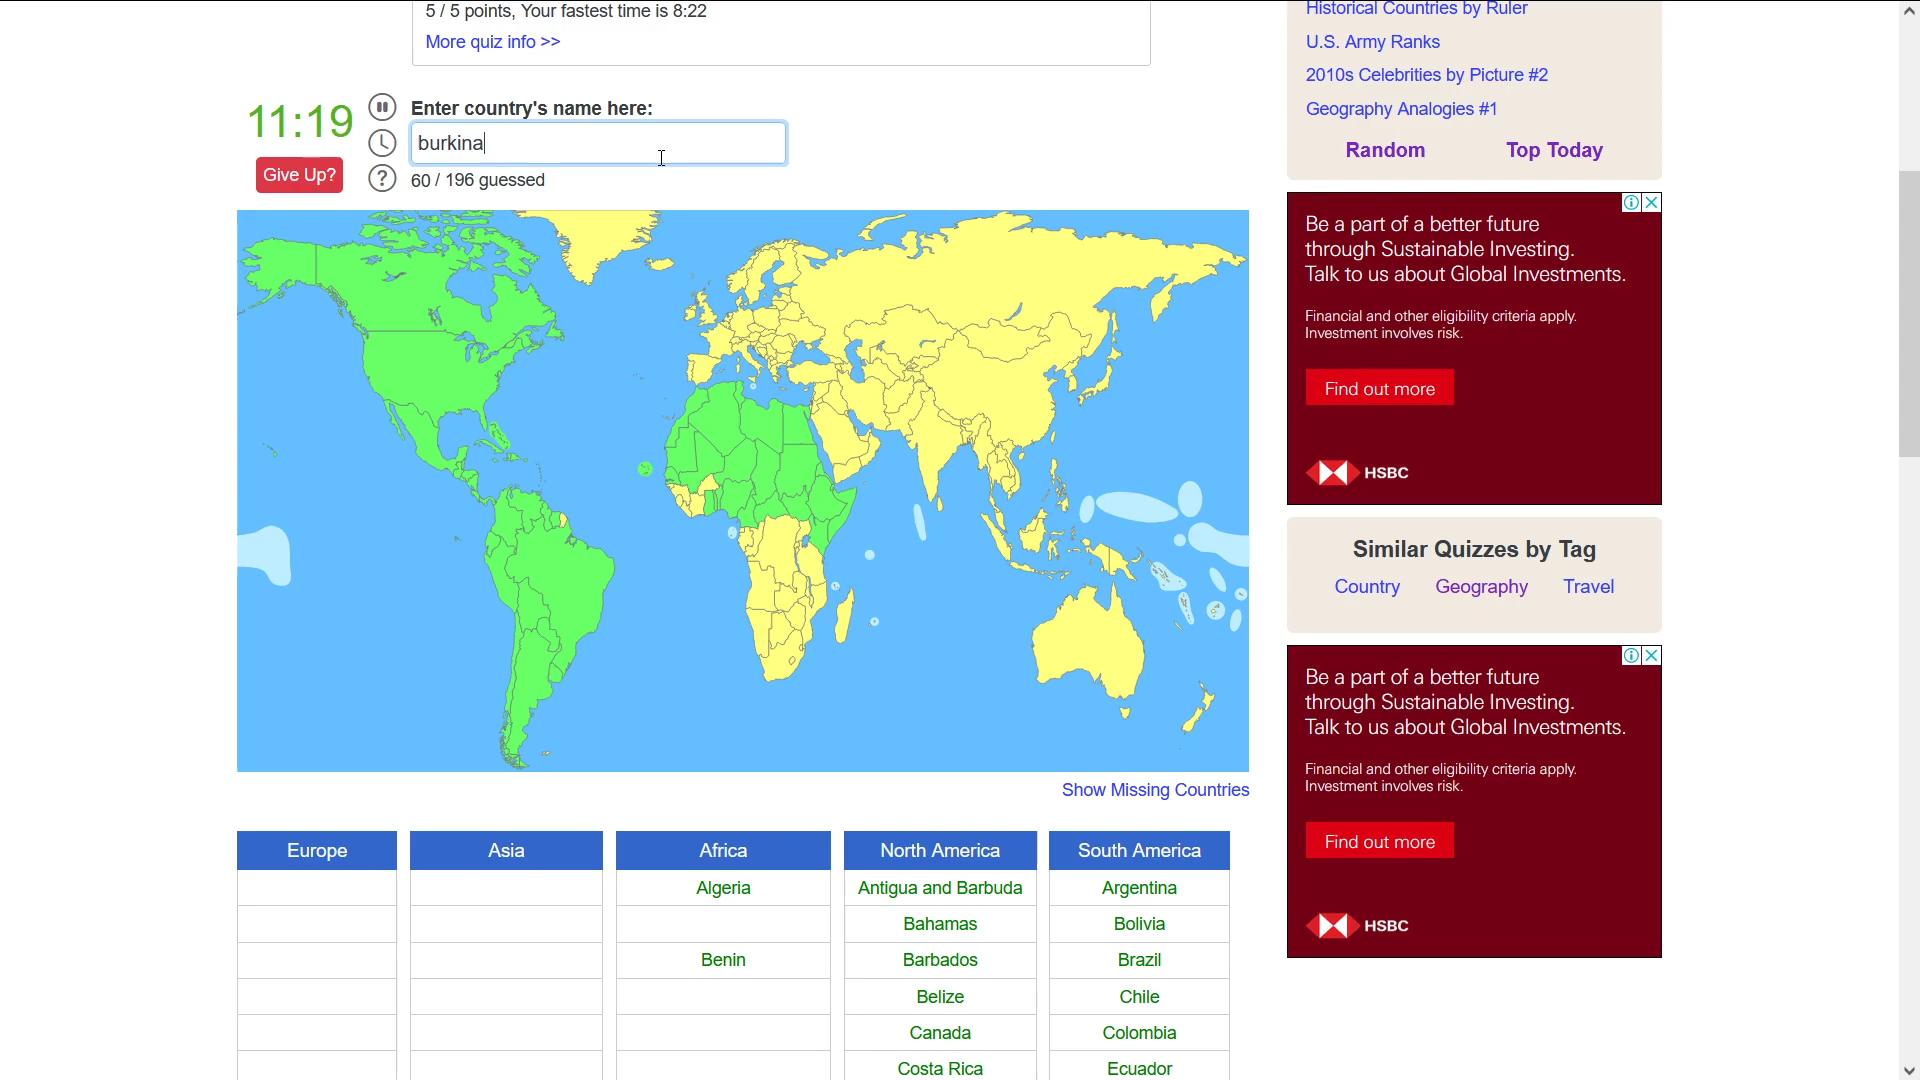 5 / 5 points, Your fastest time is 8:22
More quiz info >>
11:19
Give Up?
Enter country's name here:
burkina
?
60 / 196 guessed
Show Missing Countries
Europe
Asia
Africa
North America
South America
Algeria
Antigua and Barbuda
Argentina
Bahamas
Bolivia
Benin
Barbados
Brazil
Belize
Chile
Canada
Colombia
Costa Rica
Ecuador
Historical Countries by Ruler
U.S. Army Ranks
2010s Celebrities by Picture #2
Geography Analogies #1
Random
Top Today
Be a part of a better future
through Sustainable Investing.
Talk to us about Global Investments.
Financial and other eligibility criteria apply.
Investment involves risk.
Find out more
HSBC
Similar Quizzes by Tag
Country
Geography
Travel
Be a part of a better future
through Sustainable Investing.
Talk to us about Global Investments.
Financial and other eligibility criteria apply.
Investment involves risk.
Find out more
HSBC